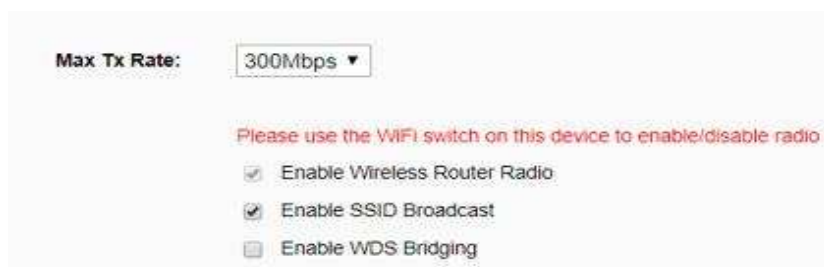 Max Tx Rate: 300Mbps
Please use the WiFi switch on this device to enable/disable radio
Enable Wireless Router Radio
Enable SSID Broadcast
Enable WDS Bridging